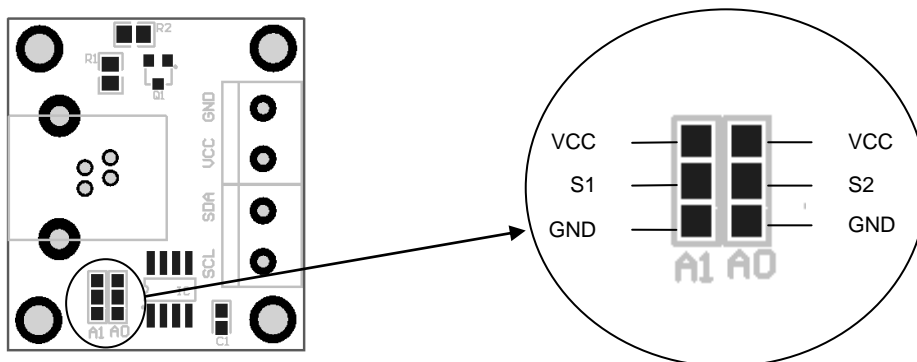 R2
R1
Q1
GND
VCC
SDA
SCL
A1 A0
C1
VCC
S1
GND
VCC
S2
GND
A1 A0